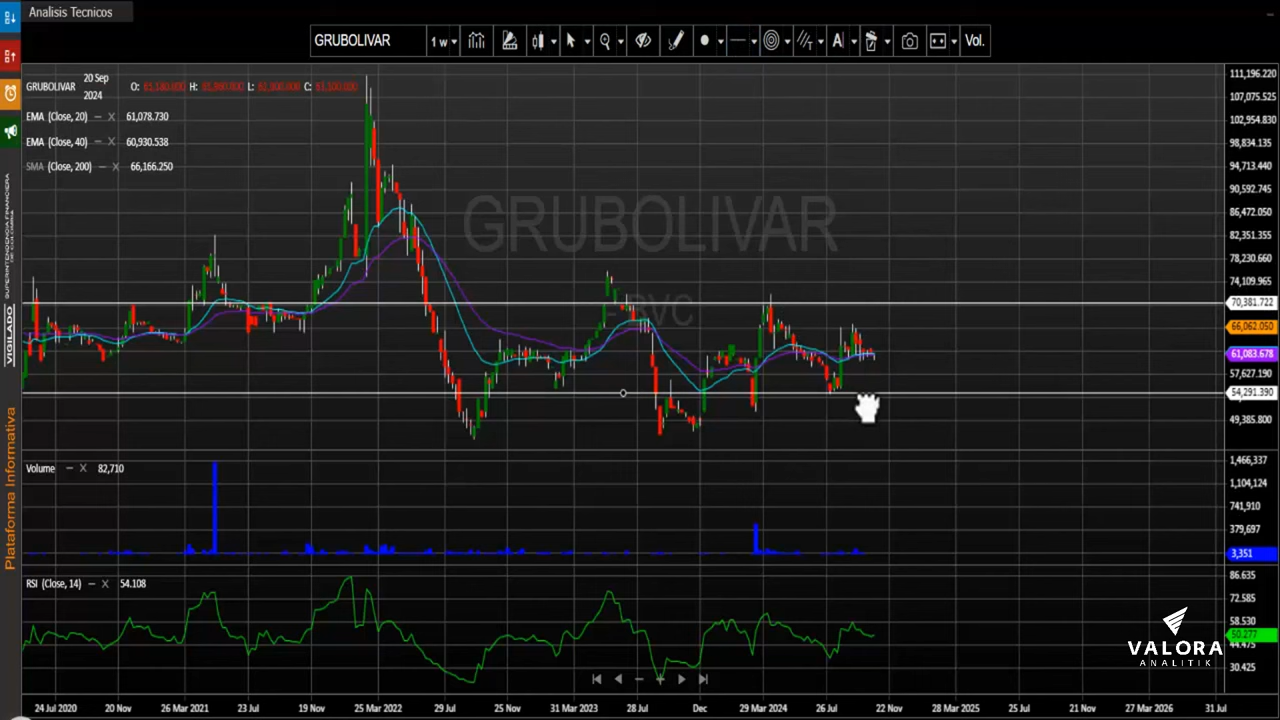 Analisis Tecnicos
GRUBOLIVAR 1 w A Vol.
GRUBOLIVAR 20 Sep 2024 O: H: L: C:
EMA (Close, 20) — X 61,078.730
EMA (Close, 40) — X 60,930.538
SMA (Close, 200) — X 66,166.250
GRUBOLIVAR
111,196.220
107,075.525
102,954.830
98,834.135
94,713.440
90,592.745
86,472.050
82,351.355
78,230.660
74,109.965
70,381.722
66,062.050
61,083.678
57,627.190
54,291.390
49,385.800
Volume — X 82,710
1,466,337
1,104,124
741,910
379,697
3,351
RSI (Close, 14) — X 54.108
86.635
72.585
58.530
50.277
44.475
30.425
24 Jul 2020 20 Nov 26 Mar 2021 23 Jul 19 Nov 25 Mar 2022 29 Jul 25 Nov 31 Mar 2023 28 Jul Dec 29 Mar 2024 26 Jul 22 Nov 28 Mar 2025 25 Jul 21 Nov 27 Mar 2026 31 Jul
VIGILADO SUPERINTENDENCIA FINANCIERA DE COLOMBIA
Plataforma Informativa
VALORA
ANALITIK